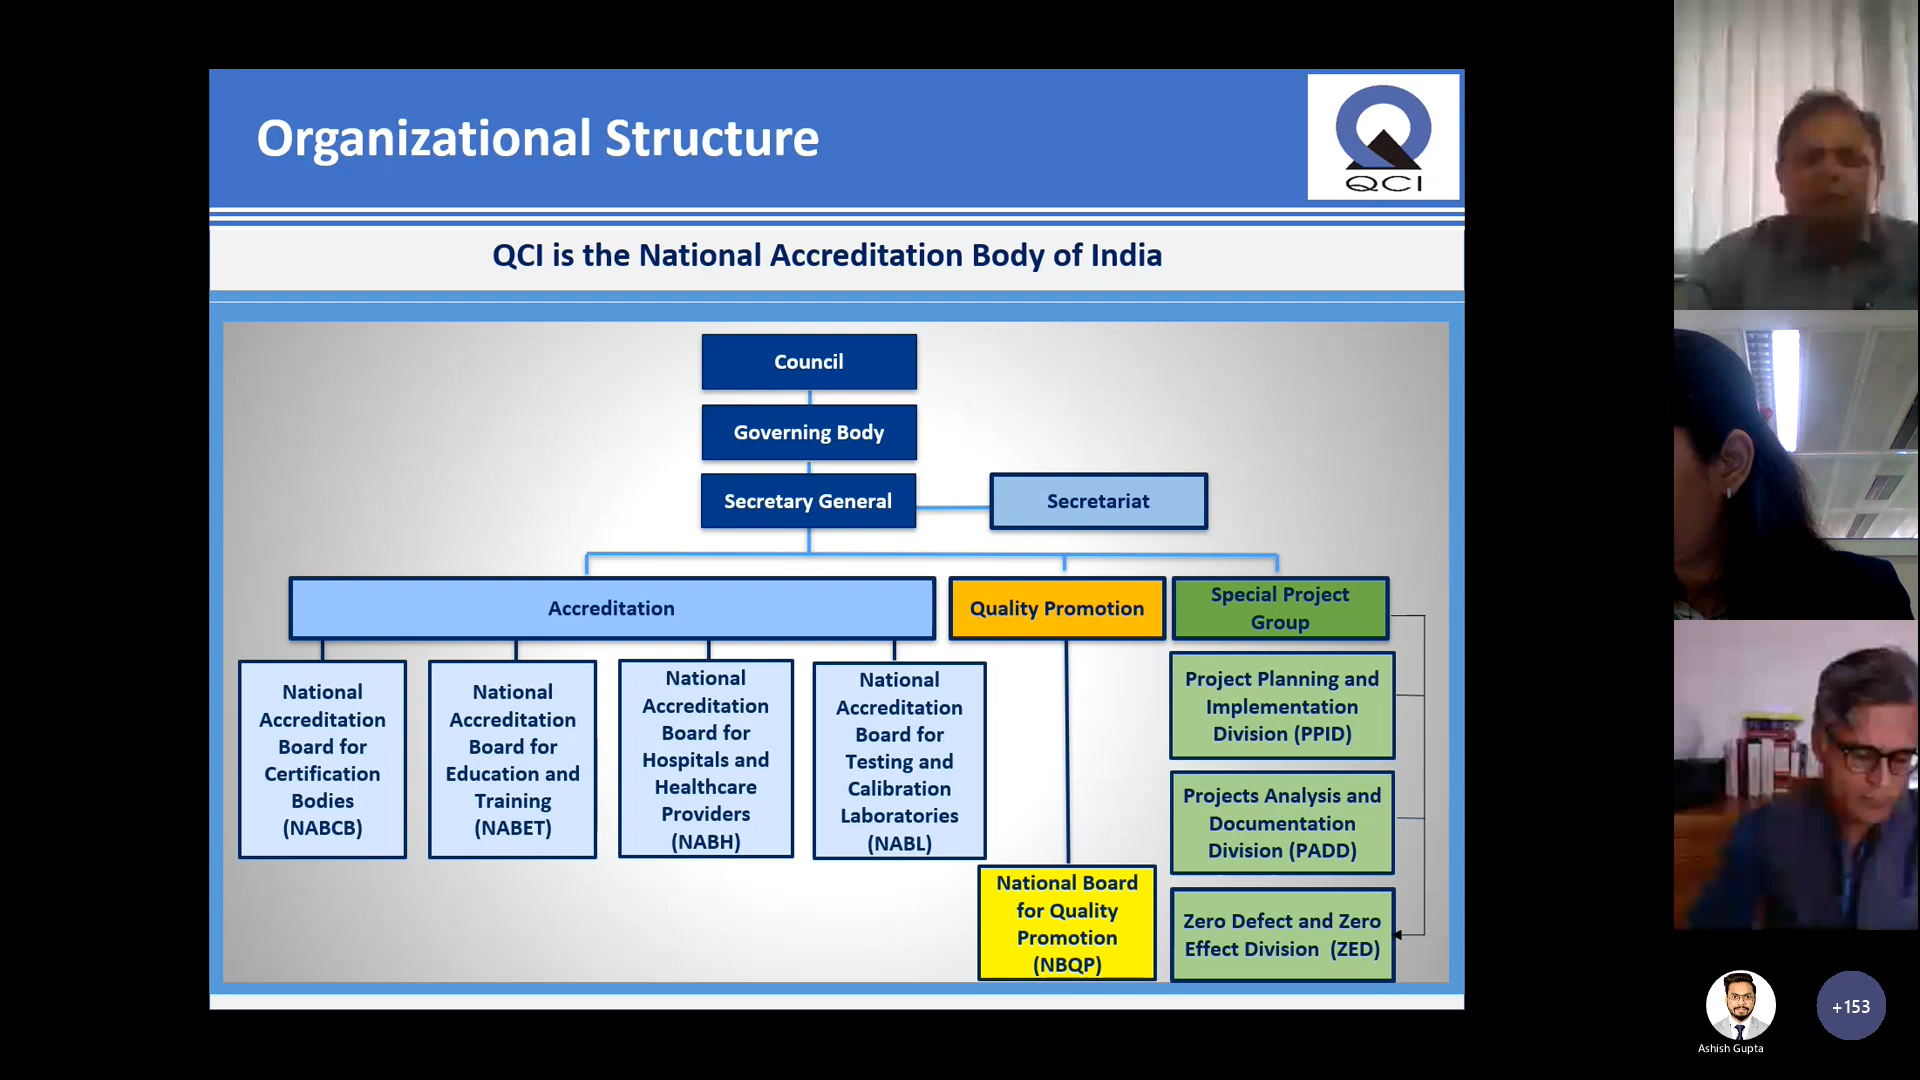 Organizational Structure
QCI
QCI is the National Accreditation Body of India
Council
Governing Body
Secretary General
Secretariat
Accreditation
Quality Promotion
Special Project
Group
National
Accreditation
Board for
Certification
Bodies
(NABCB)
National
Accreditation
Board for
Education and
Training
(NABET)
National
Accreditation
Board for
Hospitals and
Healthcare
Providers
(NABH)
National
Accreditation
Board for
Testing and
Calibration
Laboratories
(NABL)
National Board
for Quality
Promotion
(NBQP)
Project Planning and
Implementation
Division (PPID)
Projects Analysis and
Documentation
Division (PADD)
Zero Defect and Zero
Effect Division (ZED)
+153
Ashish Gupta